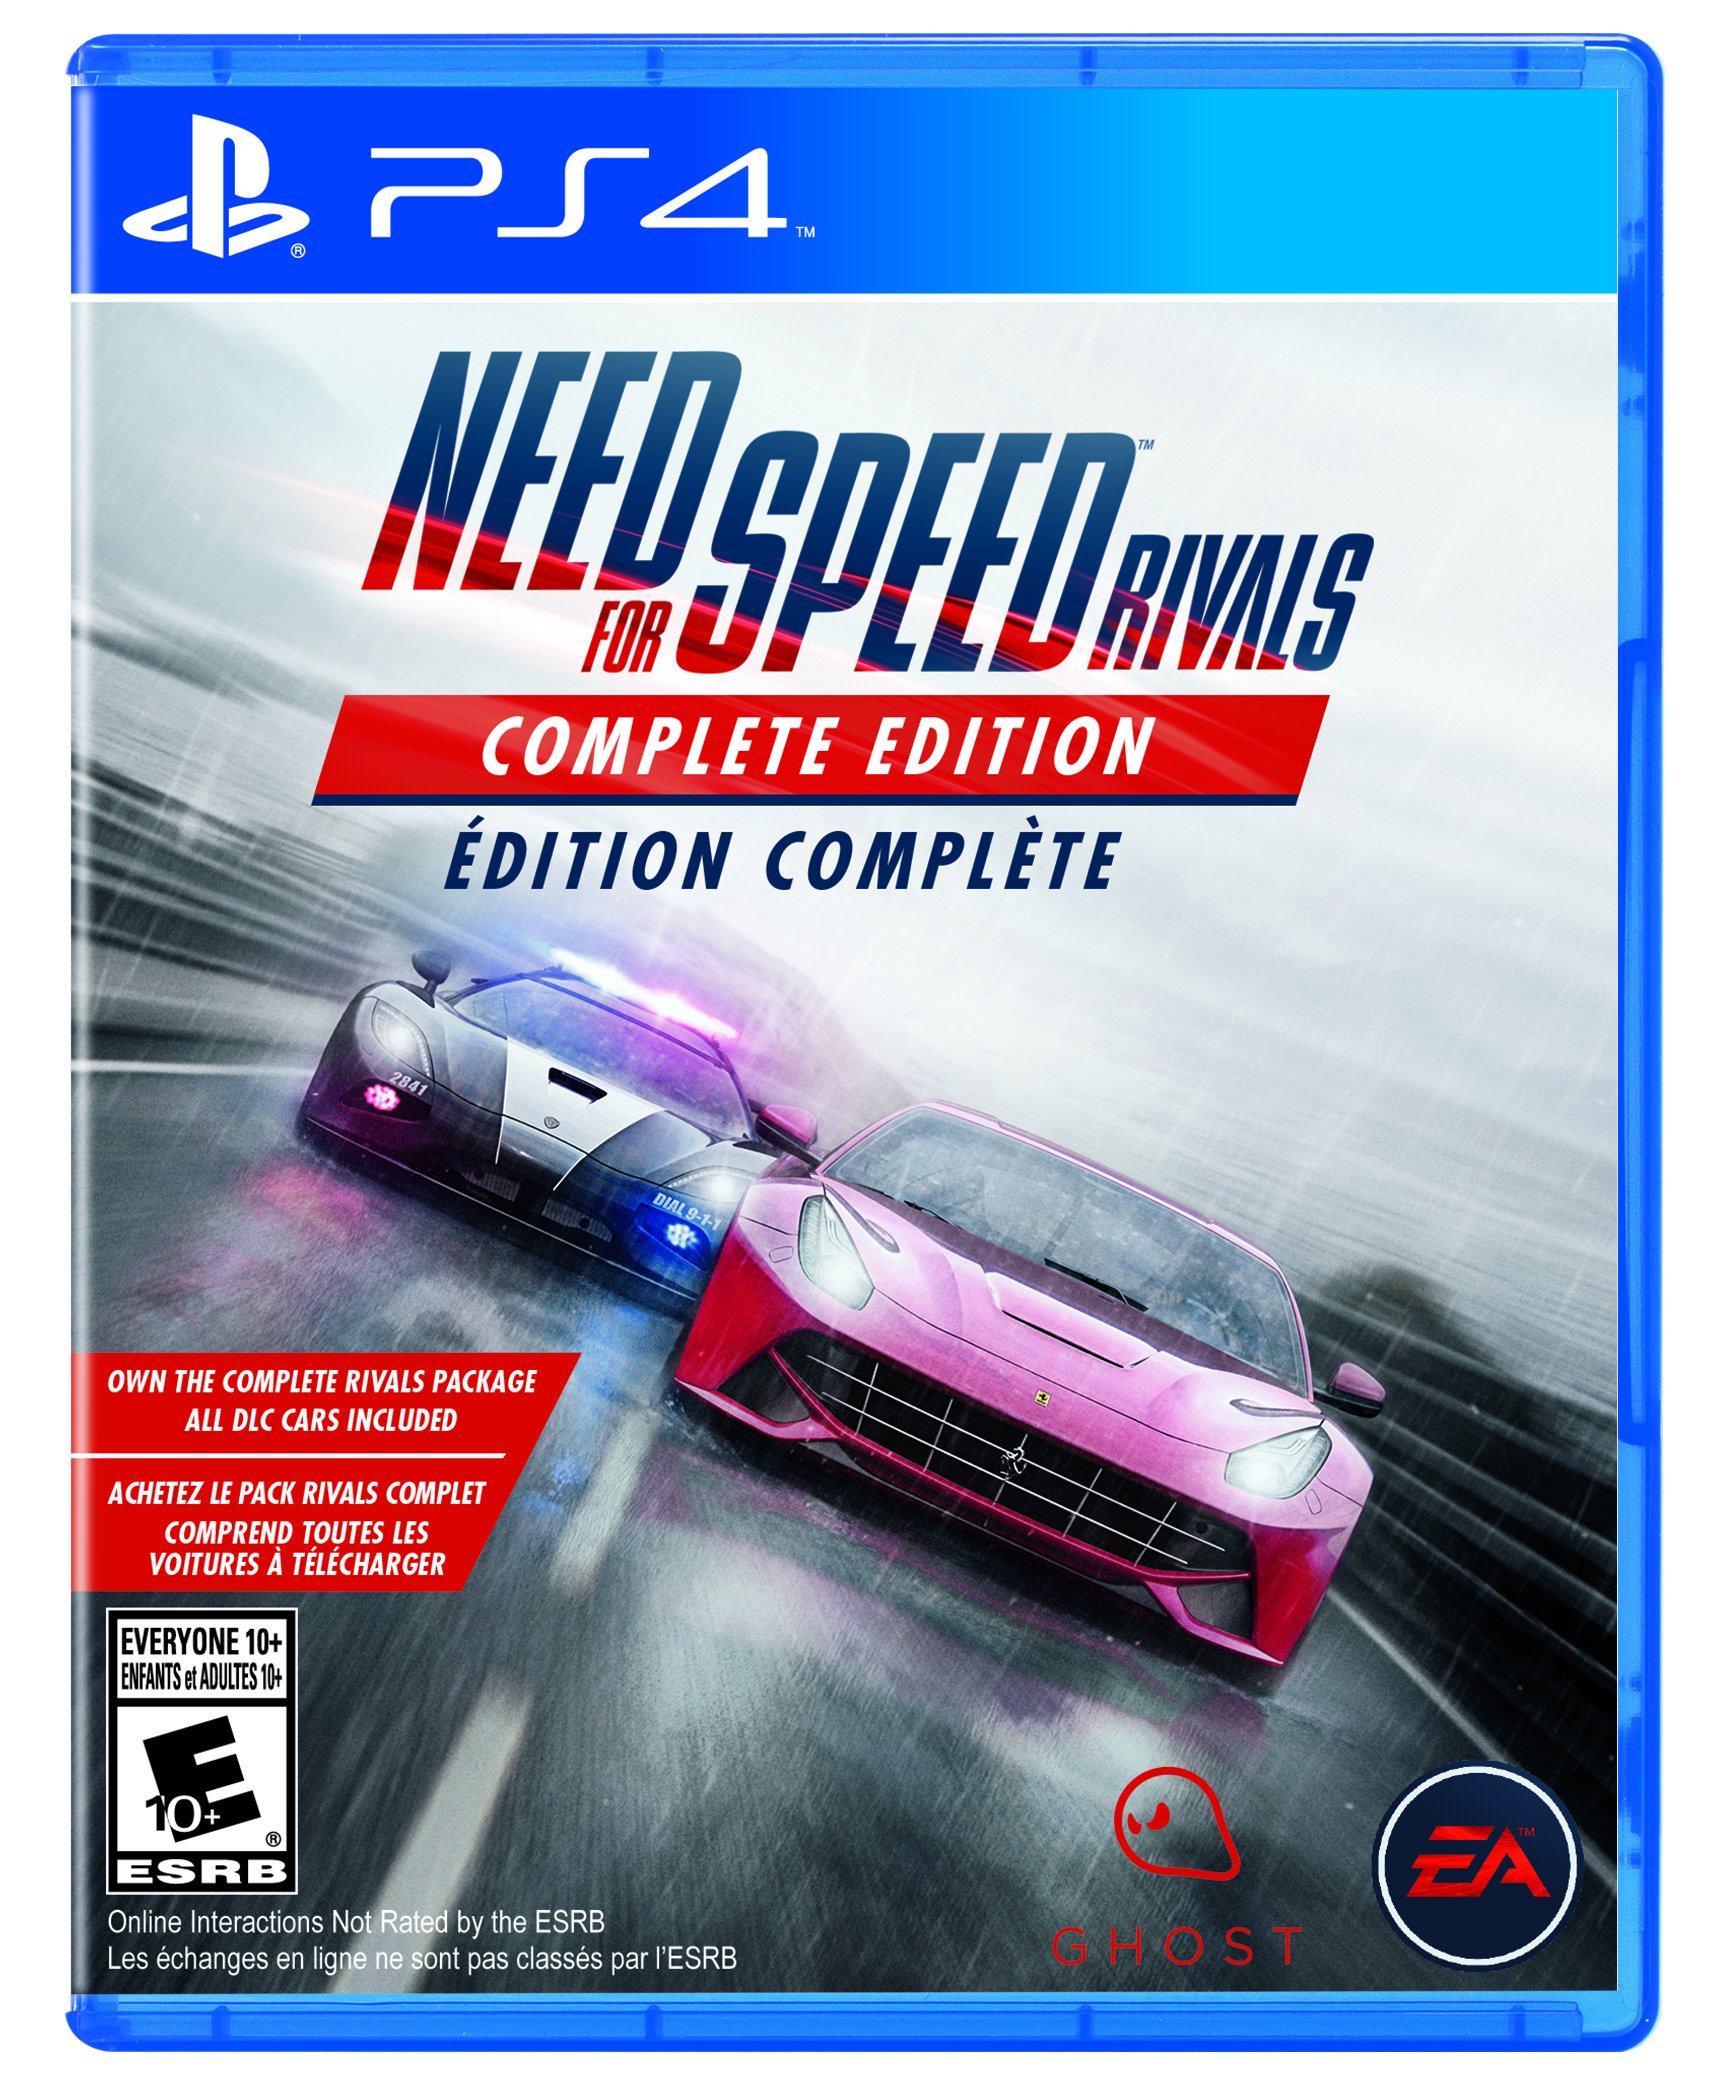 PS4™
NEED FOR SPEED™ RIVALS
COMPLETE EDITION
ÉDITION COMPLÈTE
2841
DIAL 9-1-1
OWN THE COMPLETE RIVALS PACKAGE
ALL DLC CARS INCLUDED
ACHETEZ LE PACK RIVALS COMPLET
COMPREND TOUTES LES
VOITURES À TÉLÉCHARGER
EVERYONE 10+
ENFANTS et ADULTES 10+
E
10+
®
ESRB
Online Interactions Not Rated by the ESRB
Les échanges en ligne ne sont pas classés par l'ESRB
GHOST
EA™